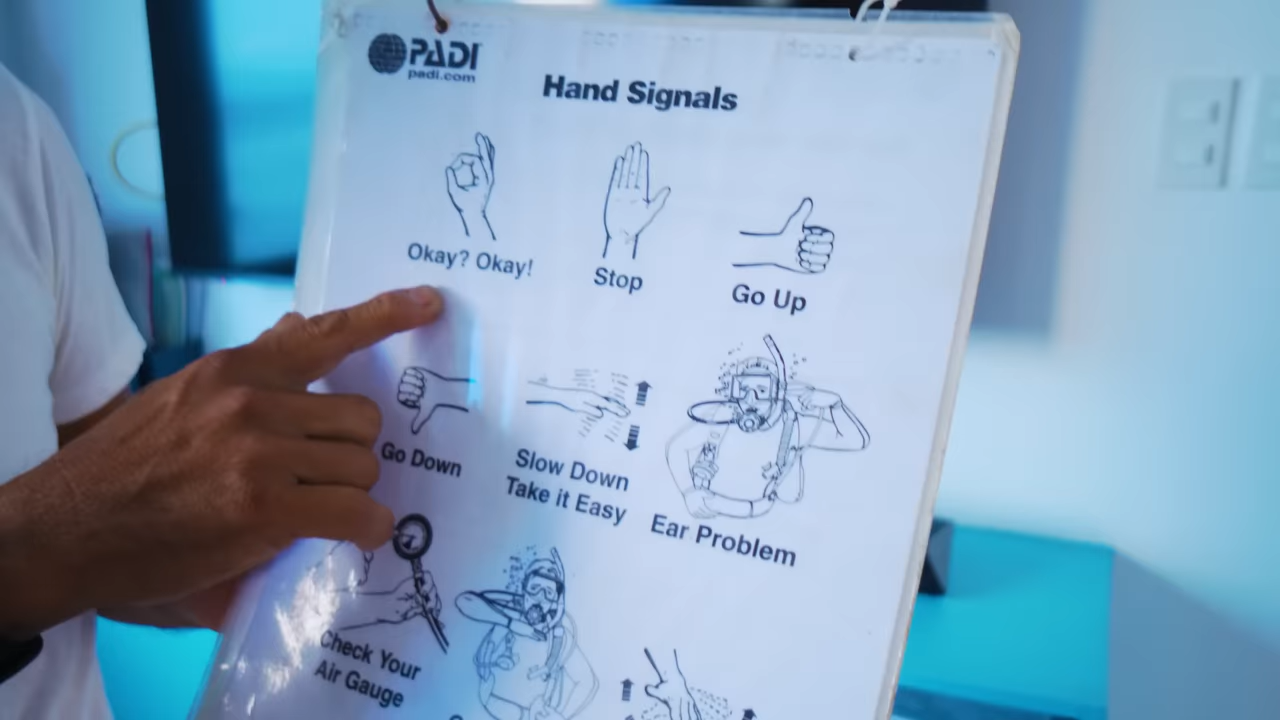 PADI
padi.com
Hand Signals
Okay? Okay!
Stop
Go Up
Go Down
Slow Down
Take it Easy
Ear Problem
Check Your
Air Gauge